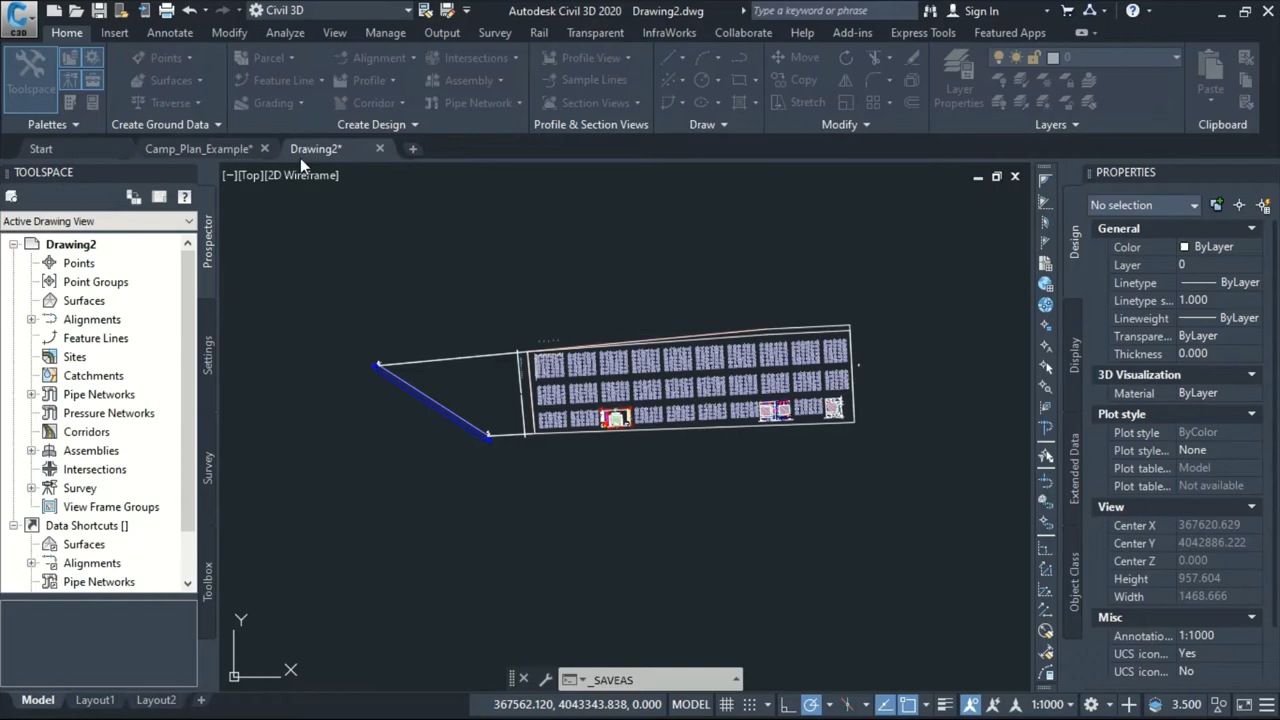 C3D
Civil 3D
Autodesk Civil 3D 2020 Drawing2.dwg
Type a keyword or phrase
Sign In
Home Insert Annotate Modify Analyze View Manage Output Survey Rail Transparent InfraWorks Collaborate Help Add-ins Express Tools Featured Apps
Toolspace
Points
Surfaces
Traverse
Parcel
Feature Line
Grading
Alignment
Profile
Corridor
Intersections
Assembly
Pipe Network
Profile View
Sample Lines
Section Views
Move
Copy
Stretch
Layer
Properties
0
Paste
Palettes Create Ground Data Create Design Profile & Section Views Draw Modify Layers Clipboard
Start Camp_Plan_Example* Drawing2*
TOOLSPACE
Active Drawing View
Drawing2
Points
Point Groups
Surfaces
Alignments
Feature Lines
Sites
Catchments
Pipe Networks
Pressure Networks
Corridors
Assemblies
Intersections
Survey
View Frame Groups
Data Shortcuts []
Surfaces
Alignments
Pipe Networks
Prospector
Settings
Survey
Toolbox
[−][Top][2D Wireframe]
Y
X
_SAVEAS
PROPERTIES
No selection
Design
Display
Extended Data
Object Class
General
Color ByLayer
Layer 0
Linetype ByLayer
Linetype s... 1.000
Lineweight ByLayer
Transpare... ByLayer
Thickness 0.000
3D Visualization
Material ByLayer
Plot style
Plot style ByColor
Plot style... None
Plot table... Model
Plot table... Not available
View
Center X 367620.629
Center Y 4042886.222
Center Z 0.000
Height 957.604
Width 1468.666
Misc
Annotatio... 1:1000
UCS icon... Yes
UCS icon... No
Model Layout1 Layout2 +
367562.120, 4043343.838, 0.000 MODEL
1:1000
3.500